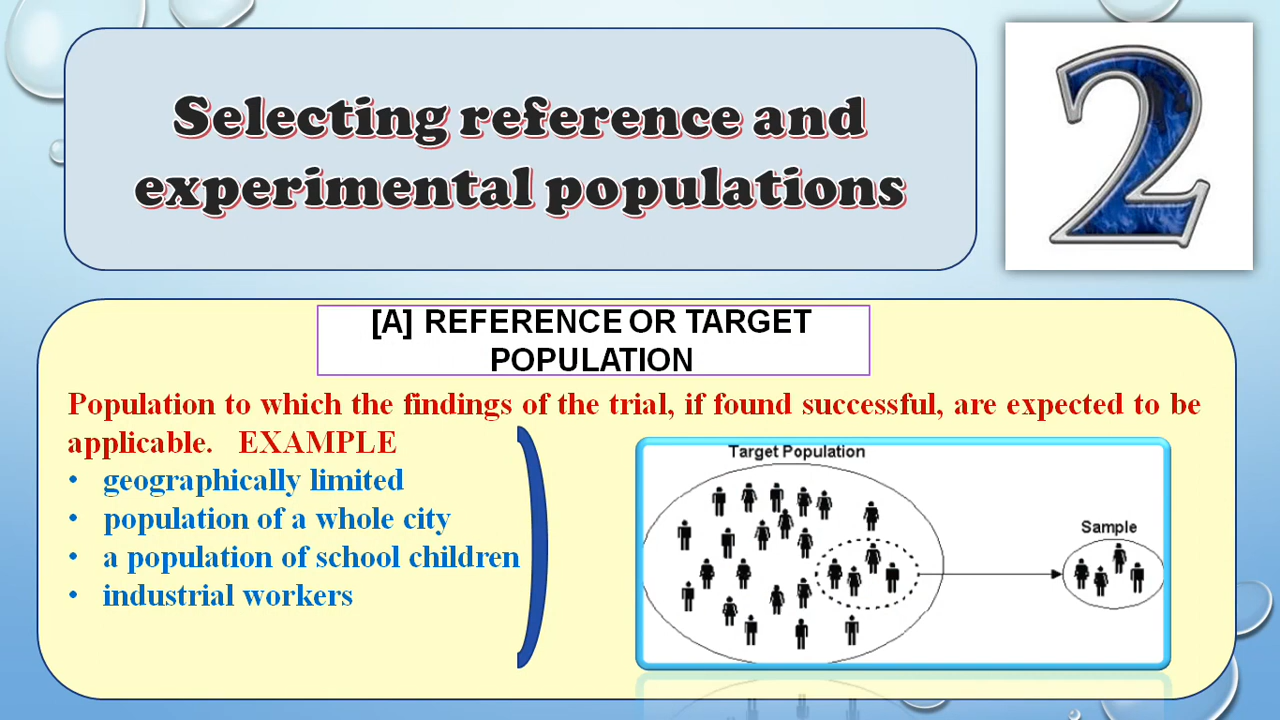 Selecting reference and
experimental populations
2
[A] REFERENCE OR TARGET
POPULATION
Population to which the findings of the trial, if found successful, are expected to be
applicable. EXAMPLE
• geographically limited
• population of a whole city
• a population of school children
• industrial workers
Target Population
Sample